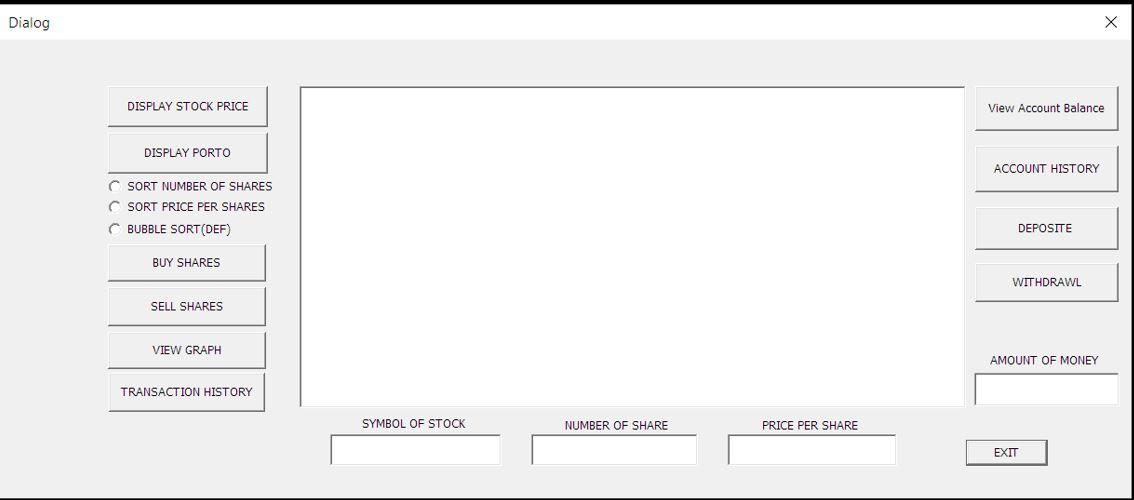 Dialog
DISPLAY STOCK PRICE
DISPLAY PORTO
SORT NUMBER OF SHARES
SORT PRICE PER SHARES
BUBBLE SORT(DEF)
BUY SHARES
SELL SHARES
VIEW GRAPH
TRANSACTION HISTORY
View Account Balance
ACCOUNT HISTORY
DEPOSITE
WITHDRAWL
AMOUNT OF MONEY
SYMBOL OF STOCK
NUMBER OF SHARE
PRICE PER SHARE
EXIT